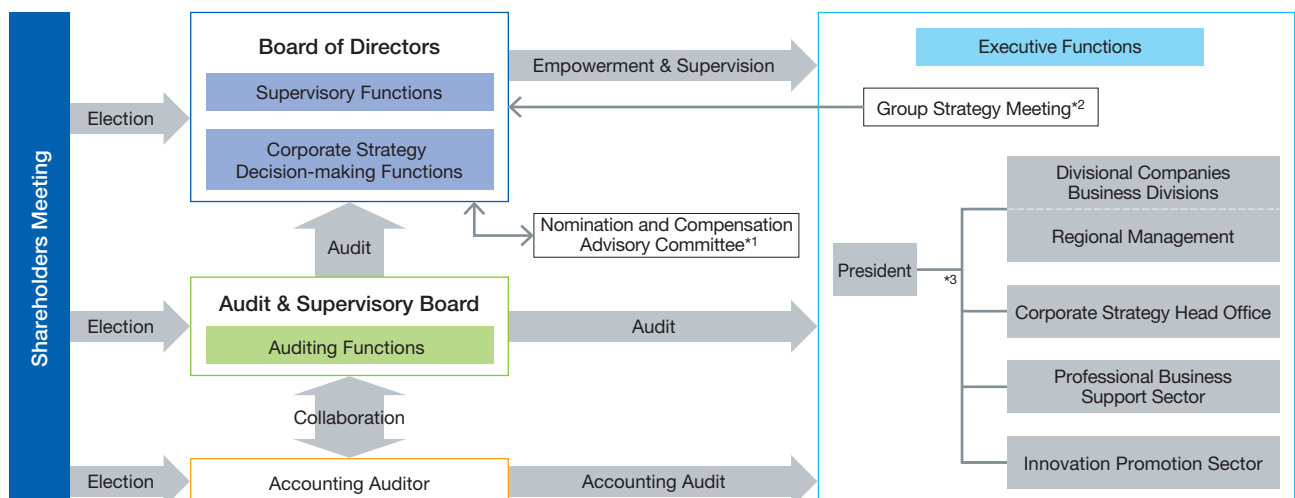 Shareholders Meeting
Election
Board of Directors
Supervisory Functions
Corporate Strategy
Decision-making Functions
Empowerment & Supervision
Executive Functions
Group Strategy Meeting*2
Nomination and Compensation
Advisory Committee*1
Audit
Election
Audit & Supervisory Board
Auditing Functions
Audit
President
*3
Divisional Companies
Business Divisions
Regional Management
Corporate Strategy Head Office
Professional Business
Support Sector
Innovation Promotion Sector
Collaboration
Election
Accounting Auditor
Accounting Audit